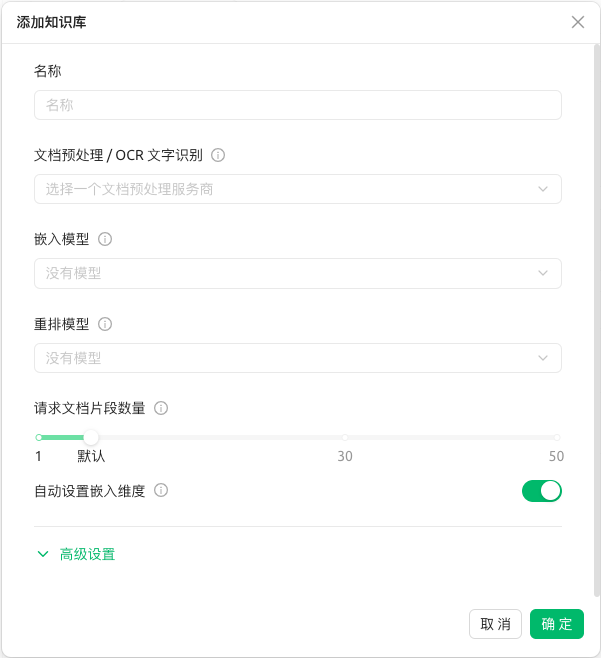 添加知识库
名称
名称
文档预处理 / OCR 文字识别
选择一个文档预处理服务商
嵌入模型
没有模型
重排模型
没有模型
请求文档片段数量
1 默认 30 50
自动设置嵌入维度
高级设置
取 消 确 定